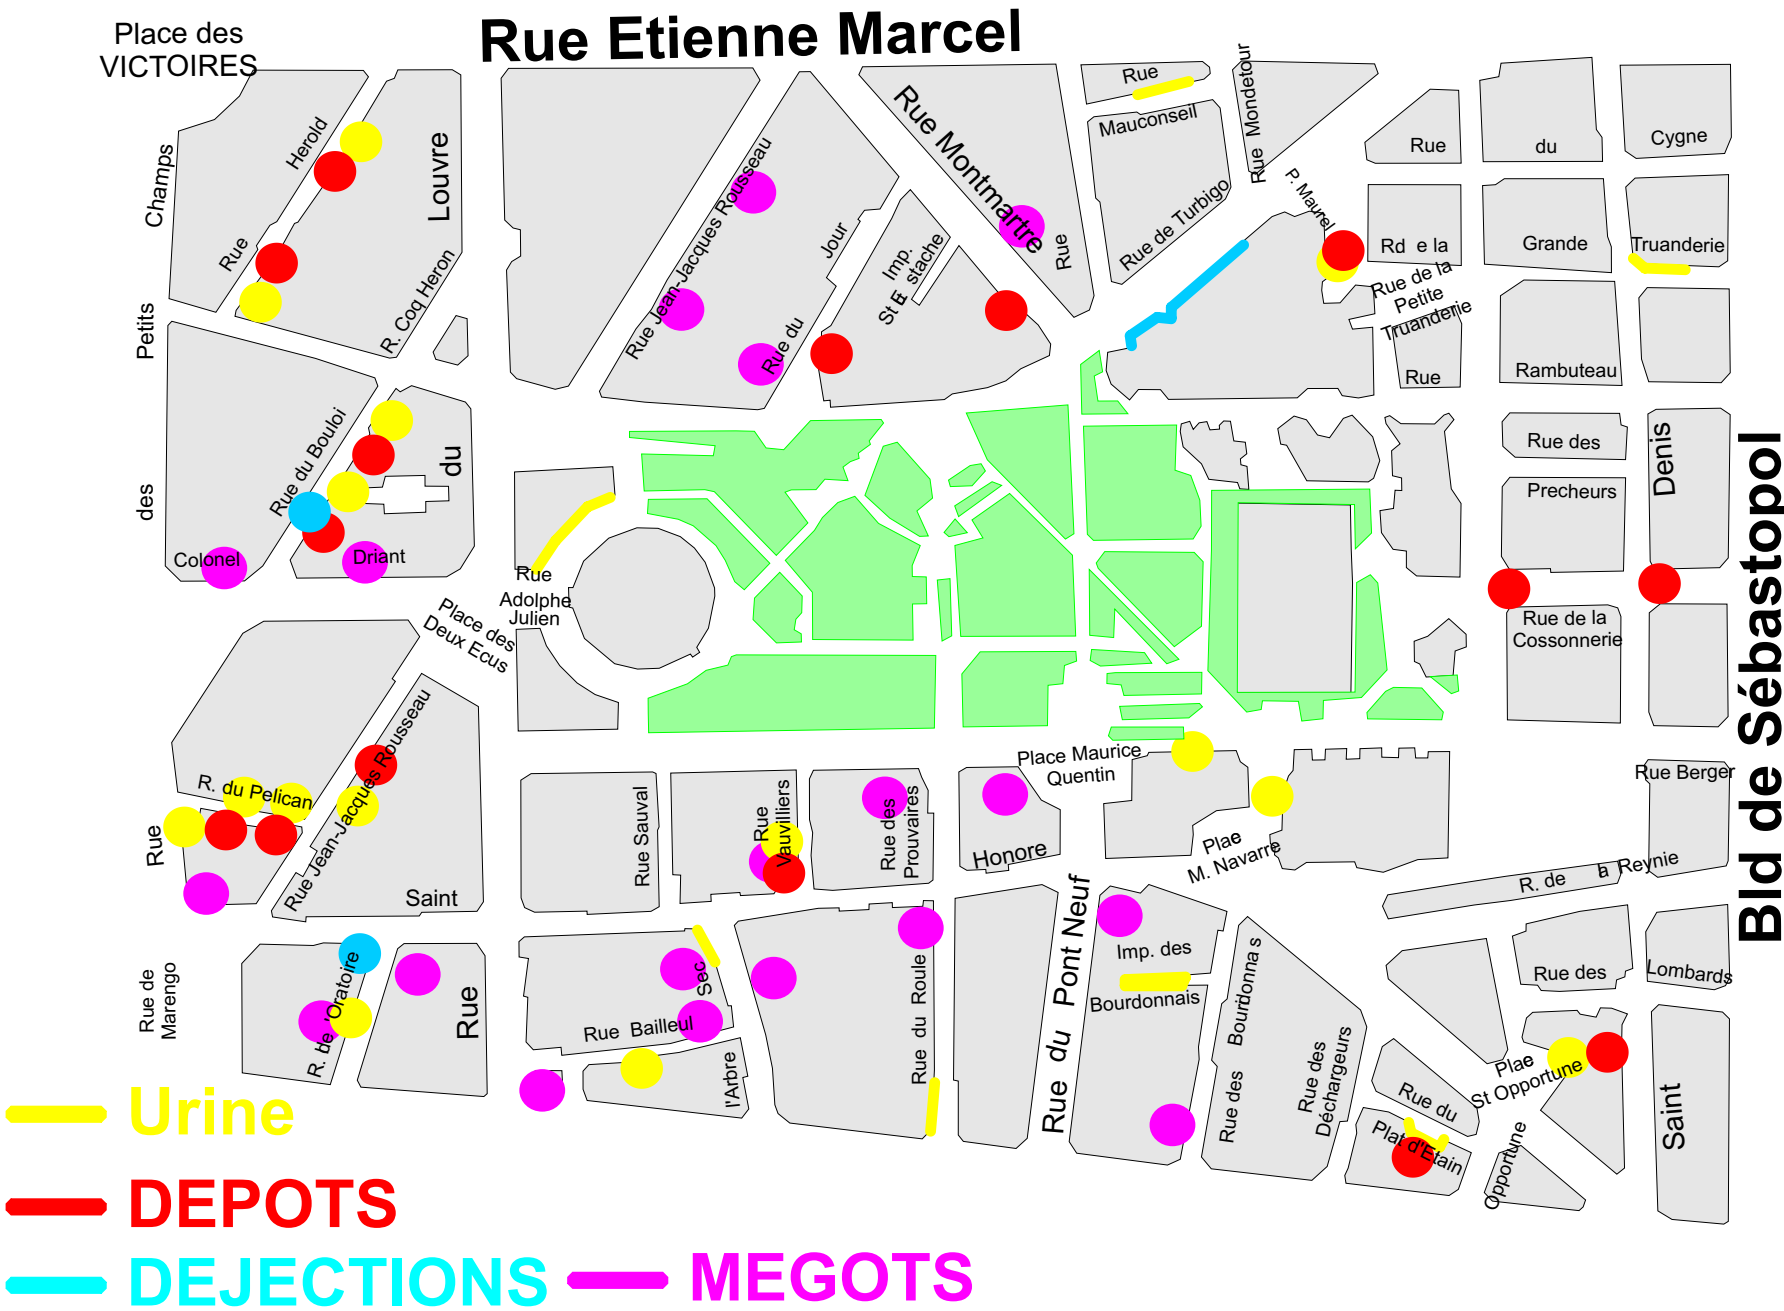 Rue Etienne Marcel
Place des
VICTOIRES
Champs
Petits
des
Rue
Herold
Louvre
R. Coq Heron
Rue du Bouloi
du
Colonel
Driant
Rue Jean-Jacques Rousseau
Rue du
Jour
Imp.
St E stache
Rue Montmartre
Rue
Rue
Mauconseil
Rue Mondetour
Rue de Turbigo
P. Maurel
Rue
du
Cygne
Rd e la
Grande
Truanderie
Rue de la
Petite
Truanderie
Rue
Rambuteau
Rue des
Precheurs
Denis
Rue de la
Cossonnerie
Bld de Sébastopol
Rue
Adolphe
Julien
Place des
Deux Ecus
R. du Pelican
Rue
Rue Jean-Jacques Rousseau
Saint
Rue Sauval
Rue
Vauvilliers
Rue des
Prouvaires
Honore
Place Maurice
Quentin
Plae
M. Navarre
Rue Berger
R. de la Reynie
Rue de
Marengo
R. de l'Oratoire
Rue
Rue Bailleul
Sec
l'Arbre
Rue du Roule
Rue du Pont Neuf
Imp. des
Bourdonnais
Rue des Bourdonna s
Rue des
Déchargeurs
Rue des
Lombards
Plae
St Opportune
Rue du
Plat d'Etain
Opportune
Saint
Urine
DEPOTS
DEJECTIONS
MEGOTS